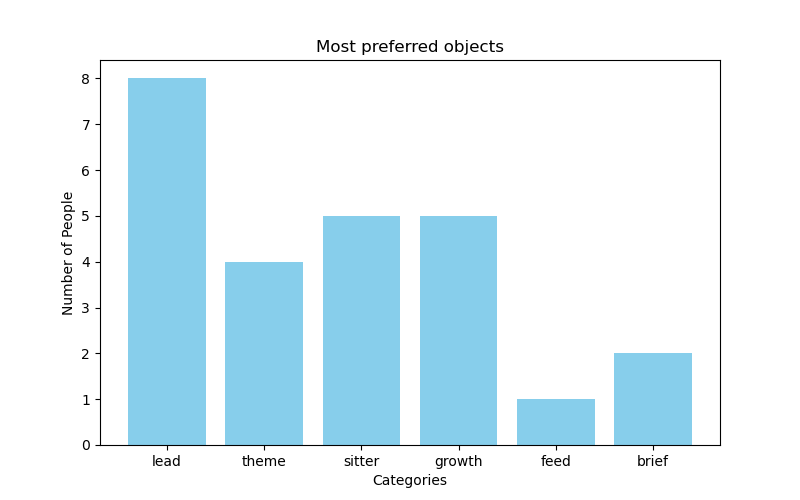 Most preferred objects
Number of People
8
7
6
5
4
3
2
1
0
lead theme sitter growth feed brief
Categories